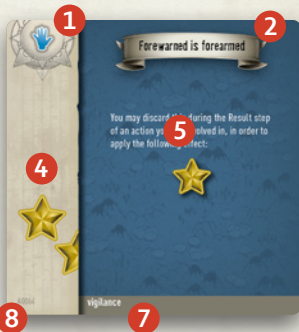 1
2
Forewarned is forearmed
You may discard this during the Result step
of an action you involved in, in order to
apply the following effect:
5
4
vigilance
8
7